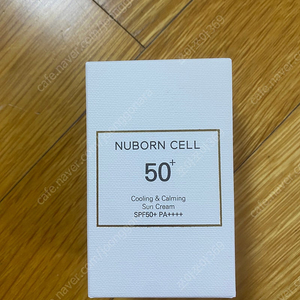 NUBORN CELL
50+
Cooling & Calming
Sun Cream
SPF50+ PA++++